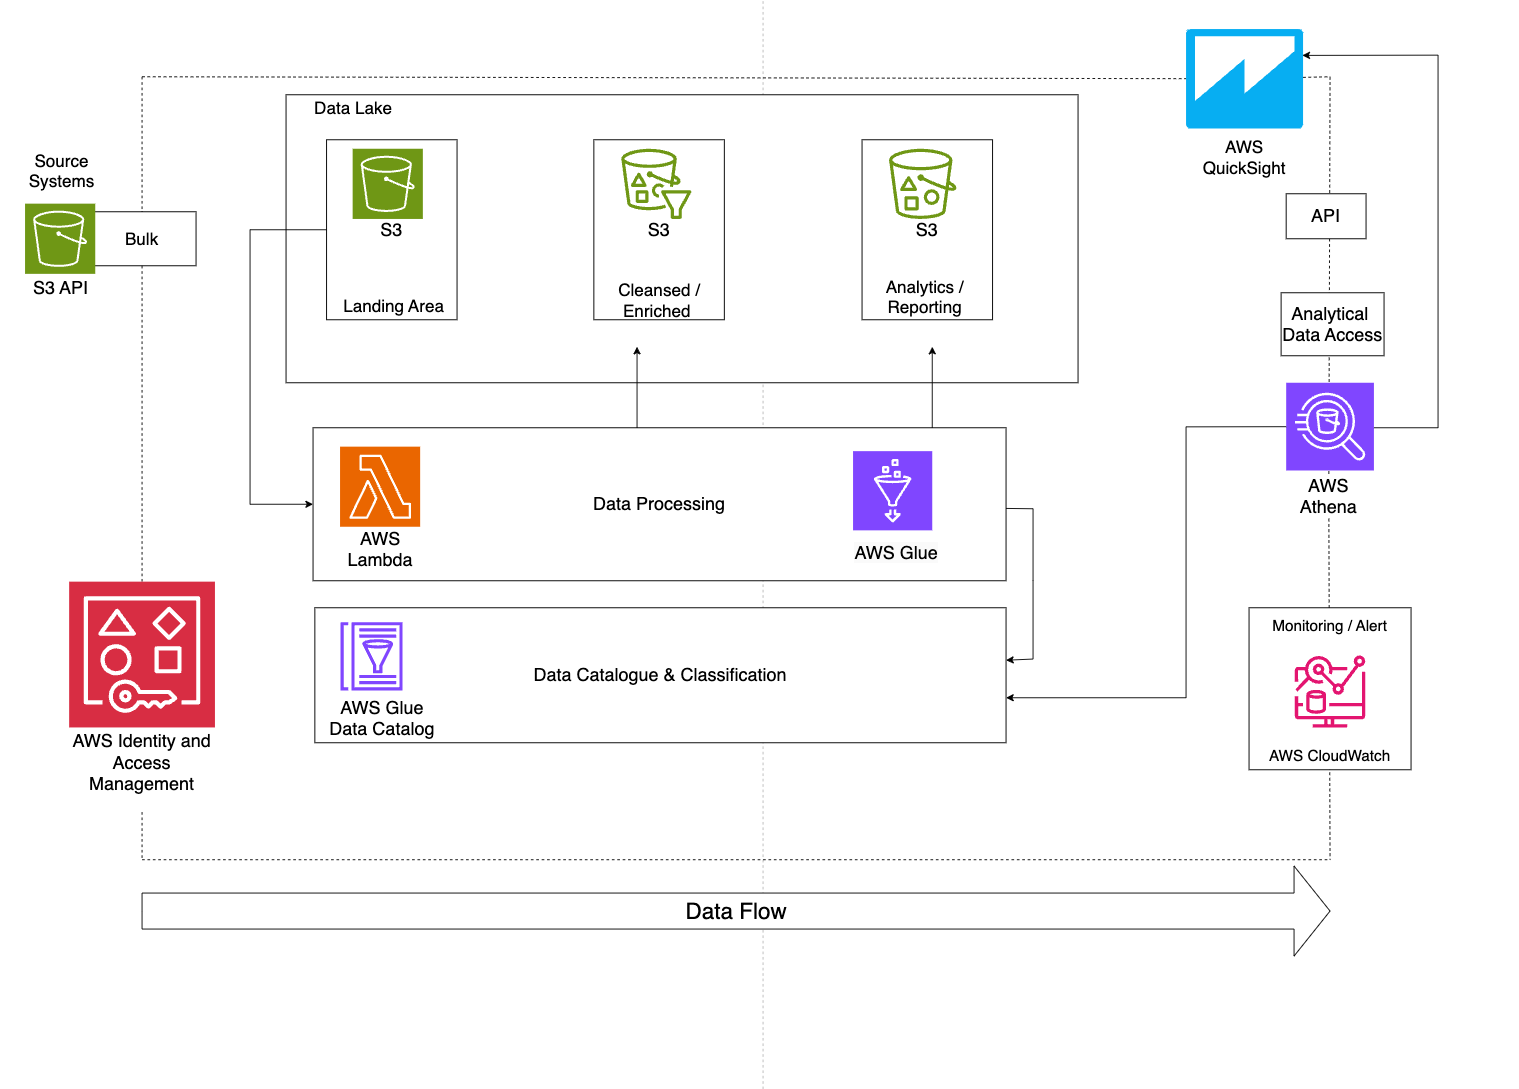 Data Lake
Source
Systems
Bulk
S3 API
S3
Landing Area
S3
Cleansed /
Enriched
S3
Analytics /
Reporting
AWS
QuickSight
API
Analytical
Data Access
AWS
Athena
AWS
Lambda
Data Processing
AWS Glue
AWS Identity and
Access
Management
Data Catalogue & Classification
AWS Glue
Data Catalog
Monitoring / Alert
AWS CloudWatch
Data Flow